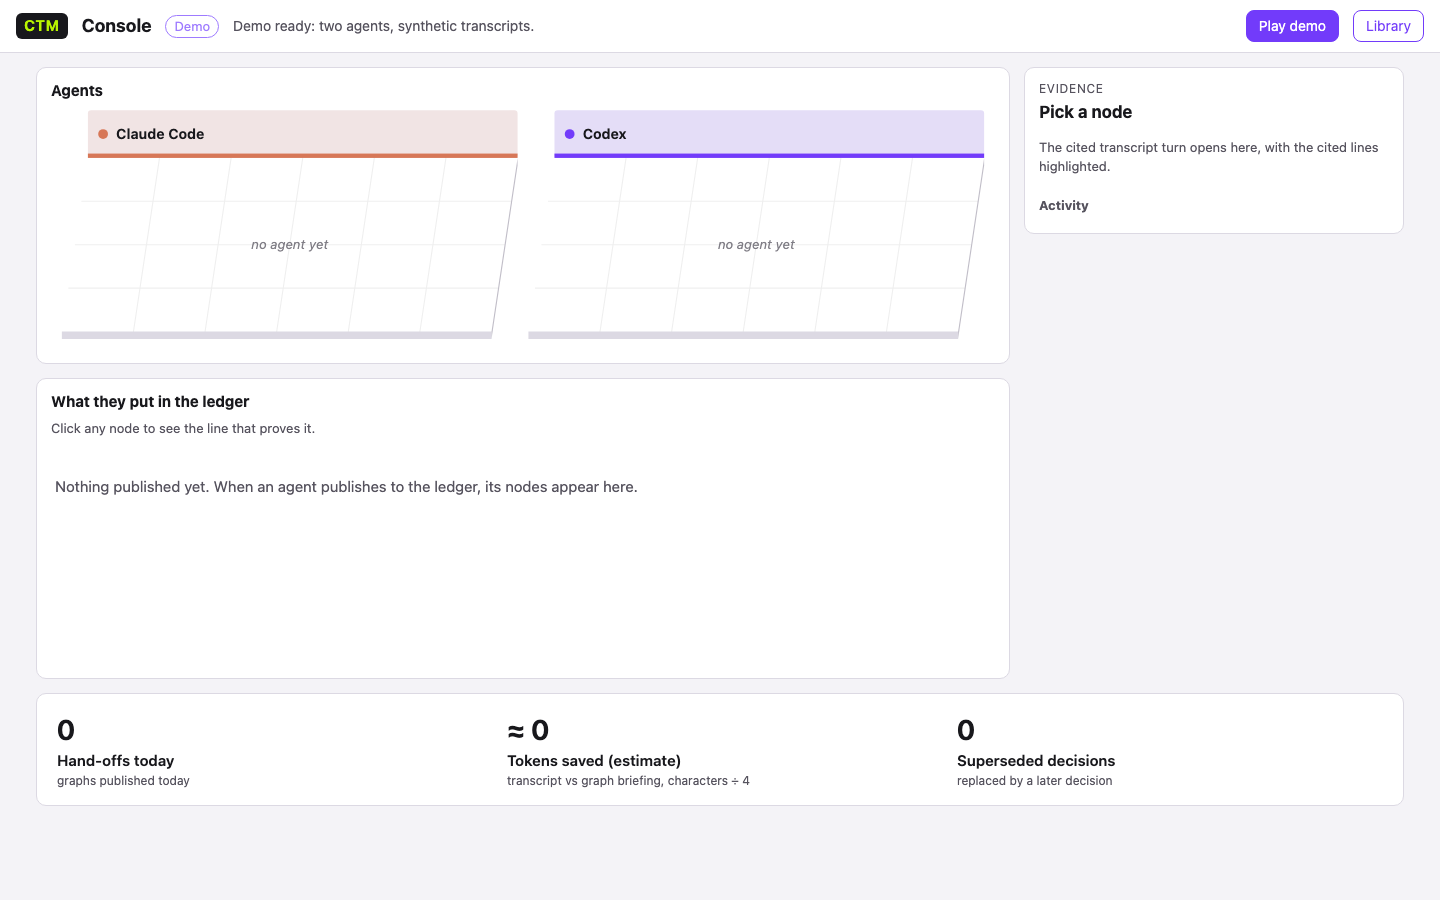 CTM Console Demo Demo ready: two agents, synthetic transcripts. Play demo Library
Agents
Claude Code
Codex
no agent yet
no agent yet
EVIDENCE
Pick a node
The cited transcript turn opens here, with the cited lines
highlighted.
Activity
What they put in the ledger
Click any node to see the line that proves it.
Nothing published yet. When an agent publishes to the ledger, its nodes appear here.
0
Hand-offs today
graphs published today
≈ 0
Tokens saved (estimate)
transcript vs graph briefing, characters ÷ 4
0
Superseded decisions
replaced by a later decision